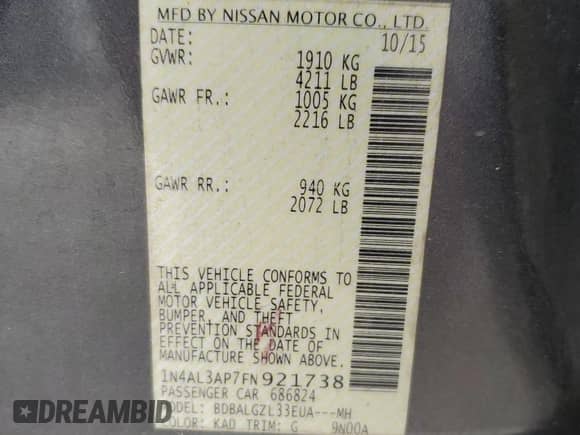 MFD BY NISSAN MOTOR CO., LTD.
DATE: 10/15
GVWR: 1910 KG
4211 LB
GAWR FR.: 1005 KG
2216 LB
GAWR RR.: 940 KG
2072 LB
THIS VEHICLE CONFORMS TO
ALL APPLICABLE FEDERAL
MOTOR VEHICLE SAFETY,
BUMPER, AND THEFT
PREVENTION STANDARDS IN
EFFECT ON THE DATE OF
MANUFACTURE SHOWN ABOVE.
1N4AL3AP7FN921738
PASSENGER CAR 686824
MODEL: BDBALGZL33EUA---MH
COLOR: KAD TRIM: G 9N00A
DEALERS CLUB